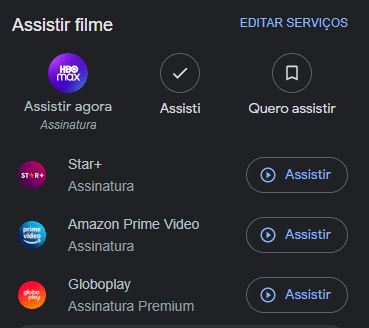 Assistir filme
EDITAR SERVIÇOS
HBO
max
Assistir agora
Assinatura
Assisti
Quero assistir
STAR+
Star+
Assinatura
Assistir
prime
video
Amazon Prime Video
Assinatura
Assistir
globo
play
Globoplay
Assinatura Premium
Assistir